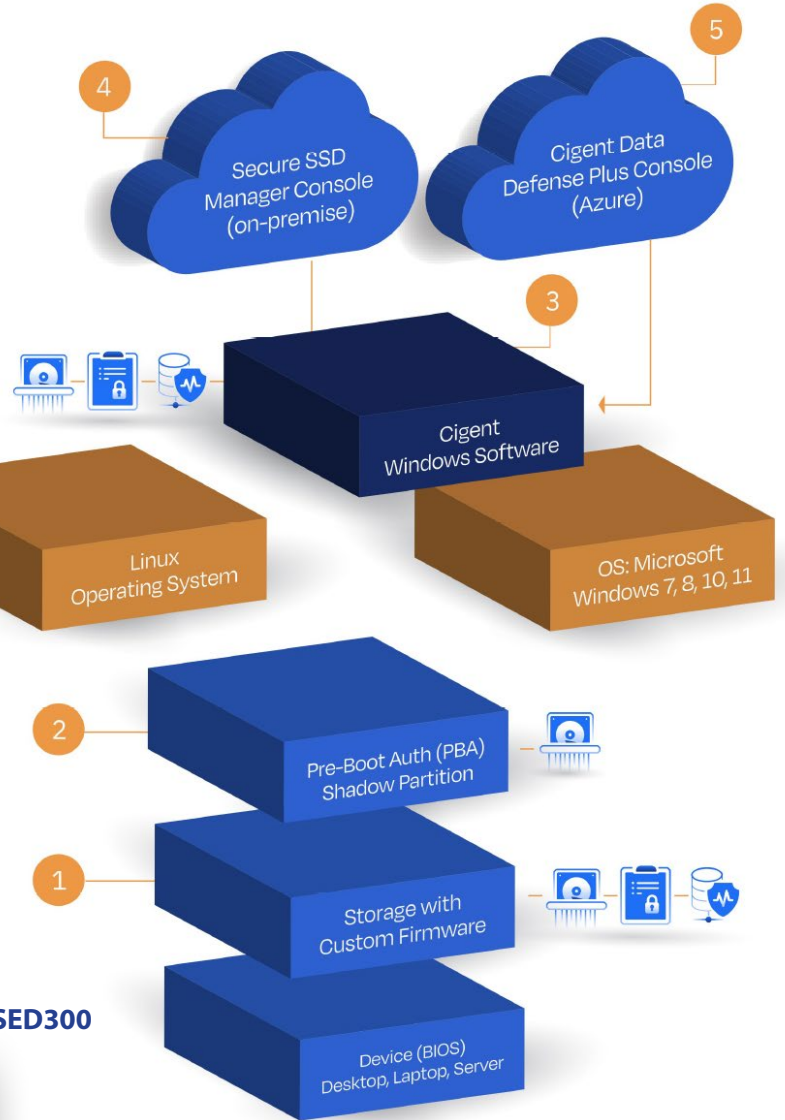 5
4
Secure SSD
Manager Console
(on-premise)
Cigent Data
Defense Plus Console
(Azure)
3
Cigent
Windows Software
Linux
Operating System
OS: Microsoft
Windows 7, 8, 10, 11
2
Pre-Boot Auth (PBA)
Shadow Partition
1
Storage with
Custom Firmware
SED300
Device (BIOS)
Desktop, Laptop, Server